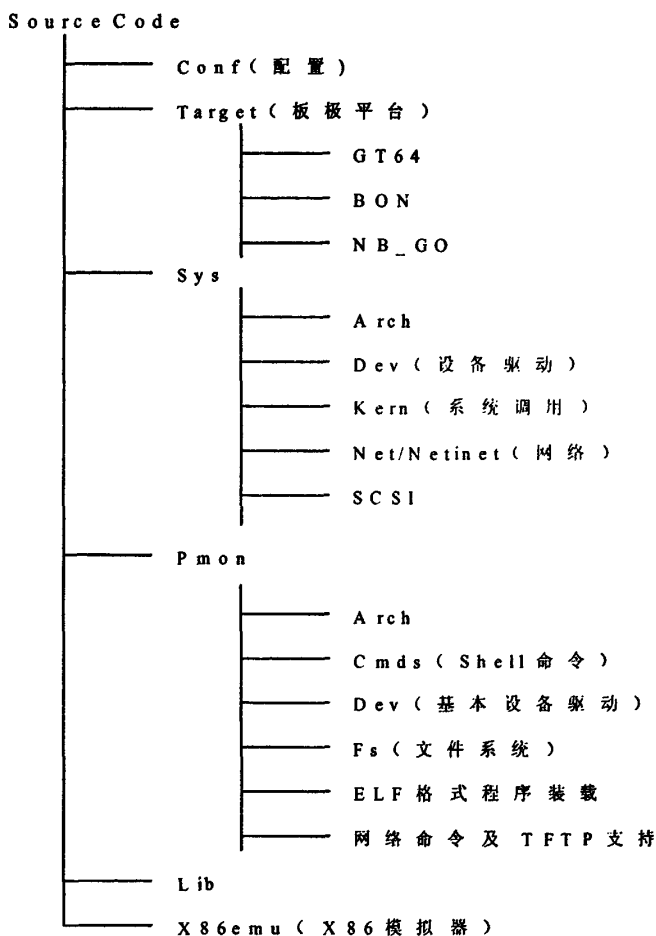 Source Code
Conf(配置)
Target(板极平台)
GT64
BON
NB_GO
Sys
Arch
Dev(设备驱动)
Kern(系统调用)
Net/Netinet(网络)
SCSI
Pmon
Arch
Cmds(Shell命令)
Dev(基本设备驱动)
Fs(文件系统)
ELF格式程序装载
网络命令及TFTP支持
Lib
X86emu(X86模拟器)